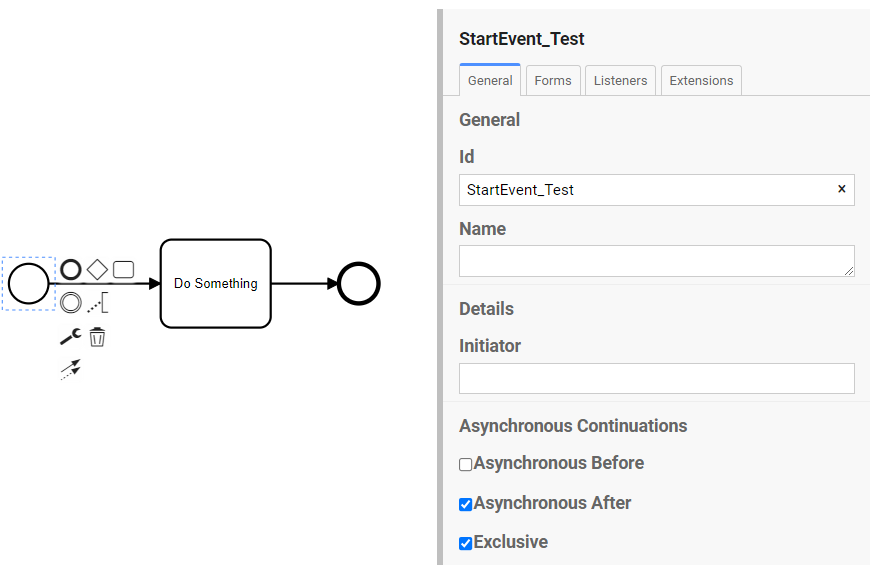 StartEvent_Test
General Forms Listeners Extensions
General
Id
StartEvent_Test ×
Name
Details
Initiator
Asynchronous Continuations
Asynchronous Before
Asynchronous After
Exclusive
Do Something